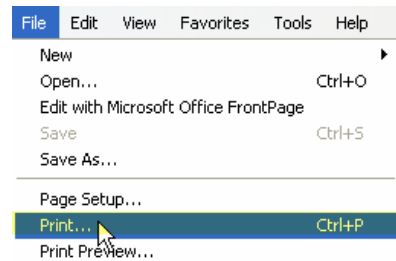 File Edit View Favorites Tools Help
New
Open... Ctrl+O
Edit with Microsoft Office FrontPage
Save Ctrl+S
Save As...
Page Setup...
Print... Ctrl+P
Print Preview...